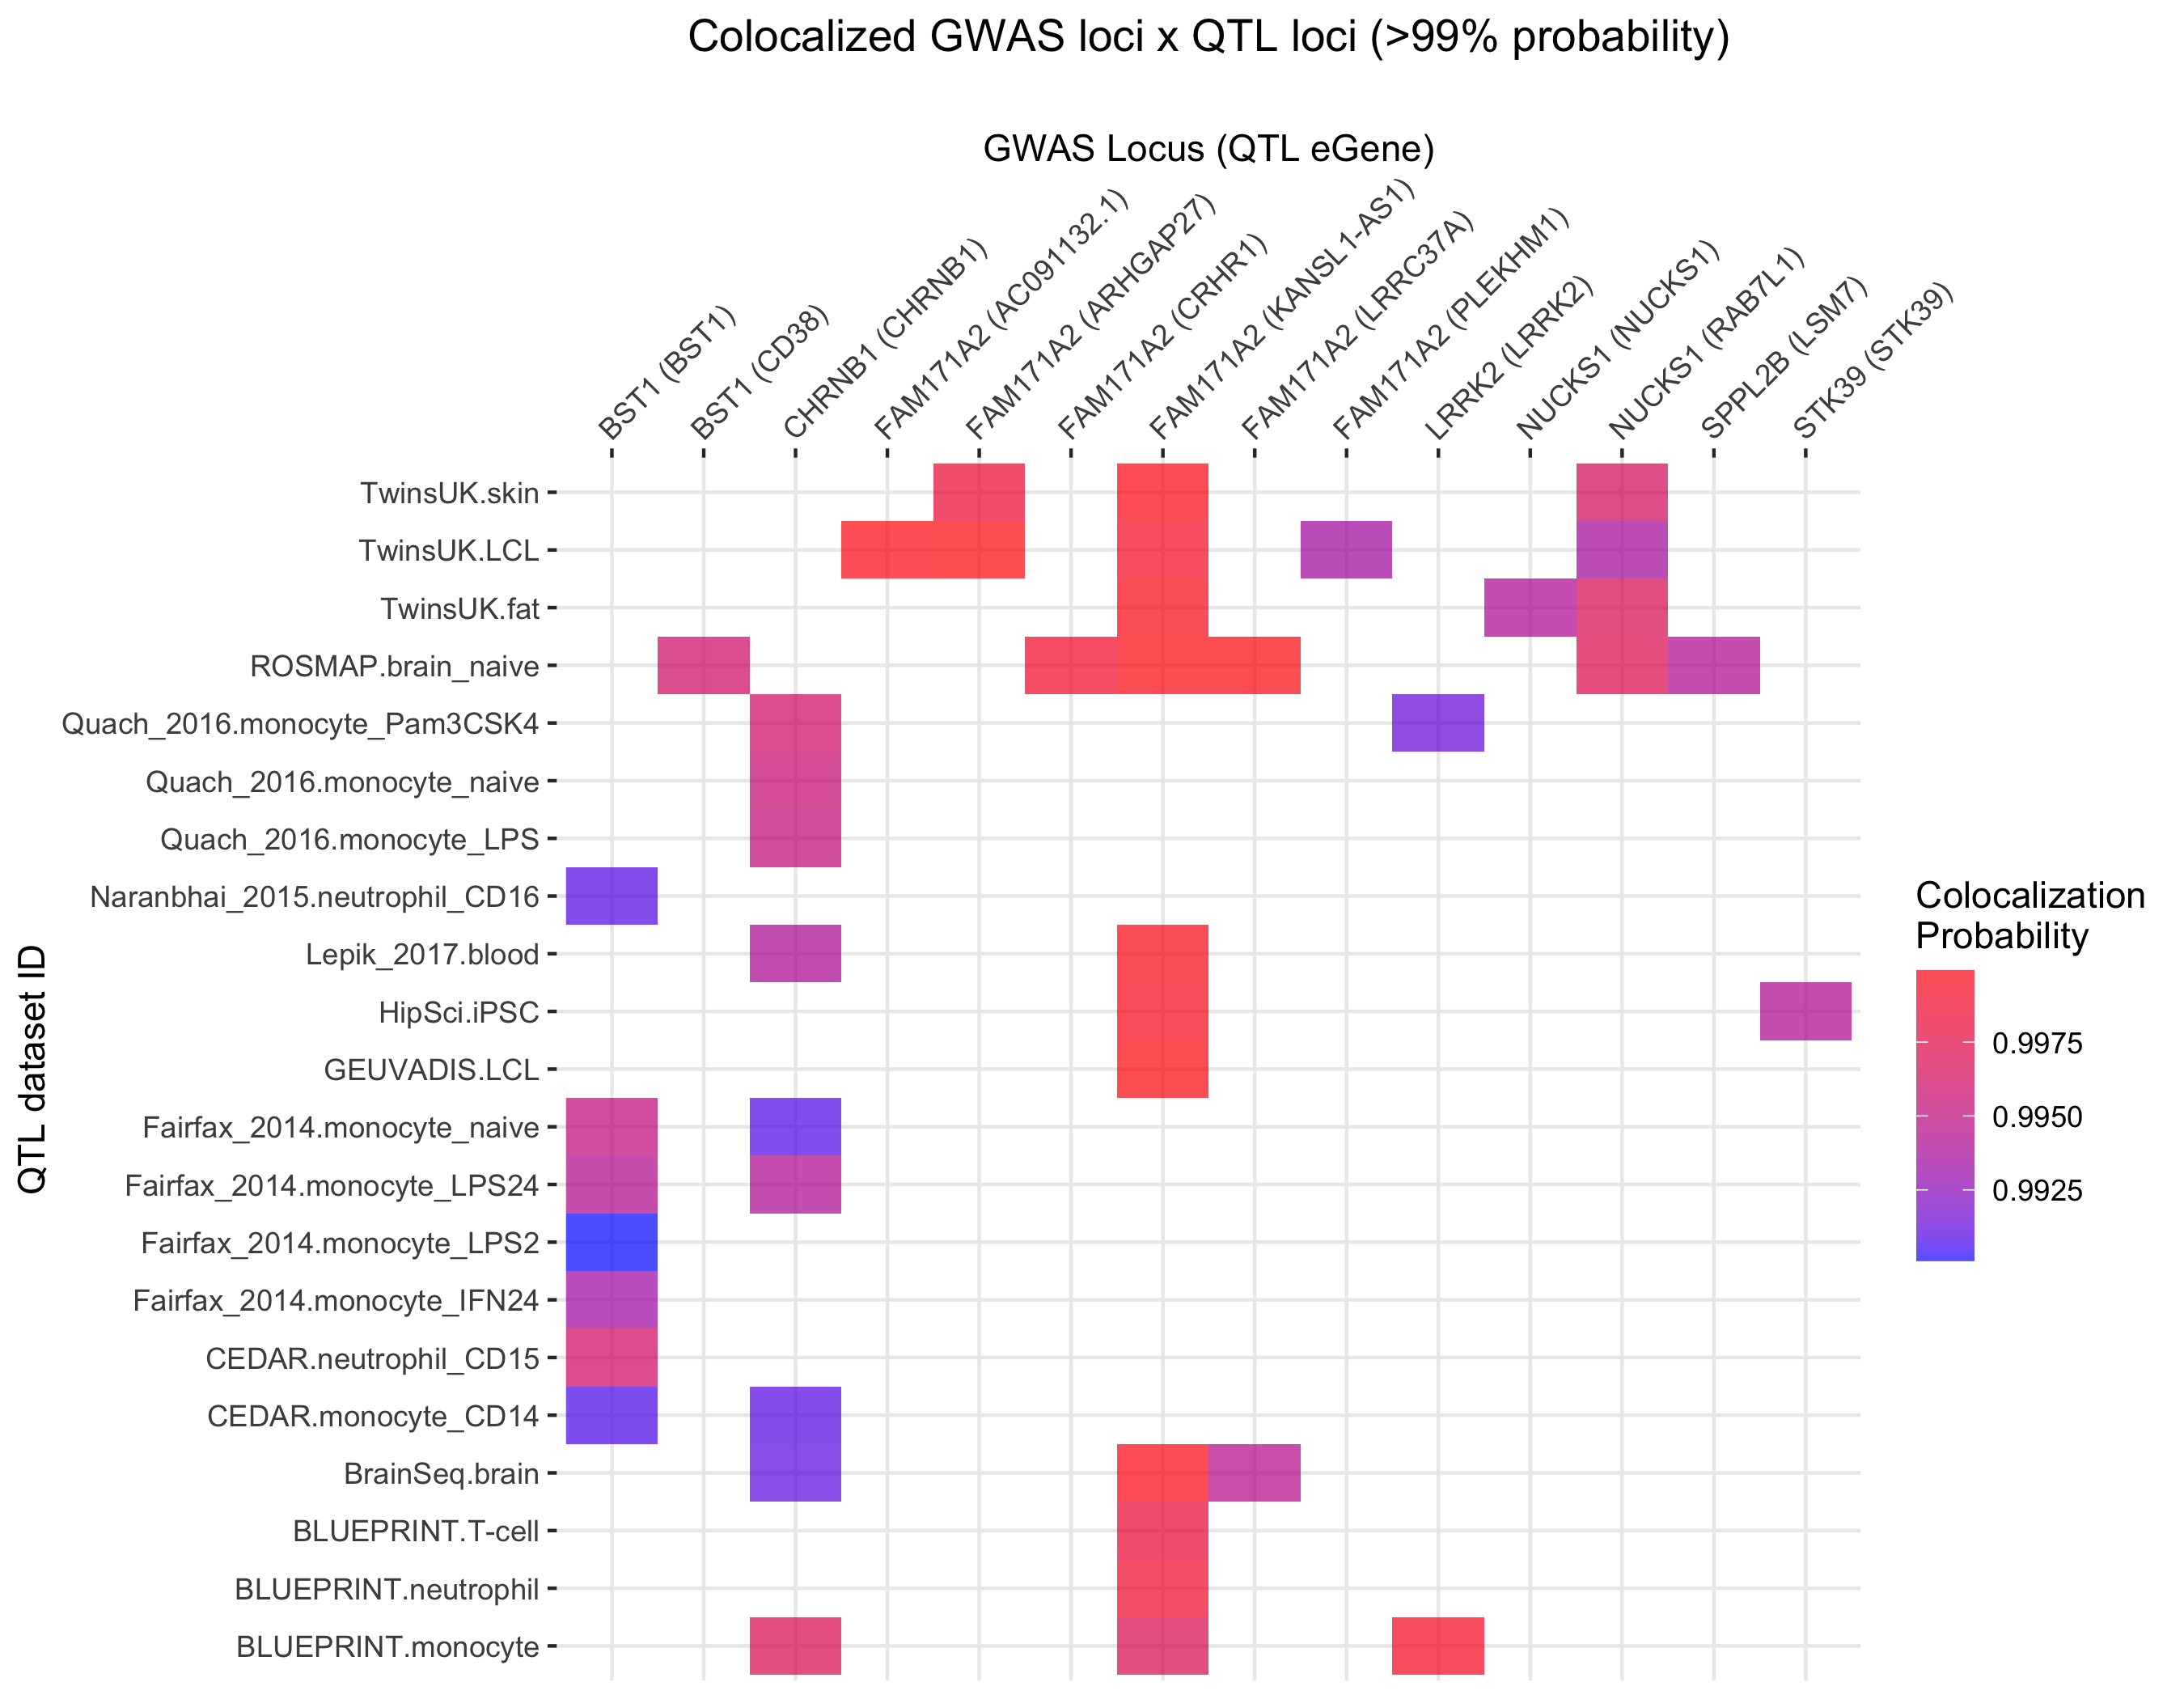 Colocalized GWAS loci x QTL loci (>99% probability)
GWAS Locus (QTL eGene)
BST1 (BST1)
BST1 (CD38)
CHRNB1 (CHRNB1)
FAM171A2 (AC091132.1)
FAM171A2 (ARHGAP27)
FAM171A2 (CRHR1)
FAM171A2 (KANSL1-AS1)
FAM171A2 (LRRC37A)
FAM171A2 (PLEKHM1)
LRRK2 (LRRK2)
NUCKS1 (NUCKS1)
NUCKS1 (RAB7L1)
SPPL2B (LSM7)
STK39 (STK39)
QTL dataset ID
TwinsUK.skin
TwinsUK.LCL
TwinsUK.fat
ROSMAP.brain_naive
Quach_2016.monocyte_Pam3CSK4
Quach_2016.monocyte_naive
Quach_2016.monocyte_LPS
Naranbhai_2015.neutrophil_CD16
Lepik_2017.blood
HipSci.iPSC
GEUVADIS.LCL
Fairfax_2014.monocyte_naive
Fairfax_2014.monocyte_LPS24
Fairfax_2014.monocyte_LPS2
Fairfax_2014.monocyte_IFN24
CEDAR.neutrophil_CD15
CEDAR.monocyte_CD14
BrainSeq.brain
BLUEPRINT.T-cell
BLUEPRINT.neutrophil
BLUEPRINT.monocyte
Colocalization
Probability
0.9975
0.9950
0.9925